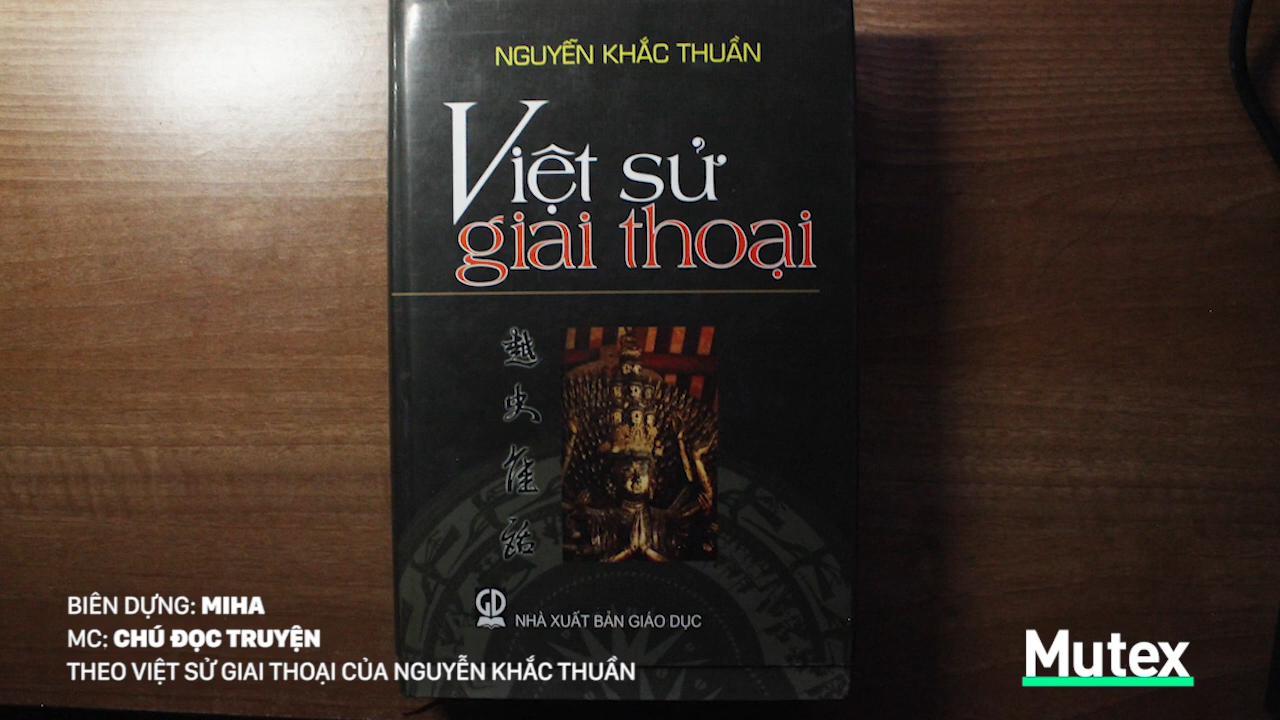 NGUYỄN KHẮC THUẦN
Việt sử
giai thoại
越
史
佳
話
GD
NHÀ XUẤT BẢN GIÁO DỤC
BIÊN DỰNG: MIHA
MC: CHÚ ĐỌC TRUYỆN
THEO VIỆT SỬ GIAI THOẠI CỦA NGUYỄN KHẮC THUẦN
Mutex